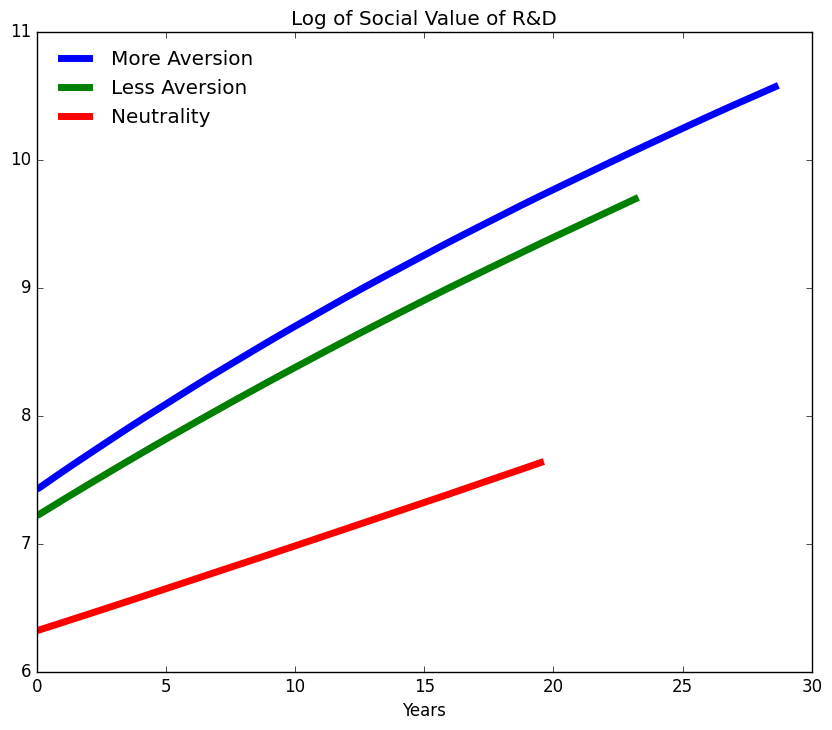 Log of Social Value of R&D
11
10
9
8
7
6
More Aversion
Less Aversion
Neutrality
0 5 10 15 20 25 30
Years